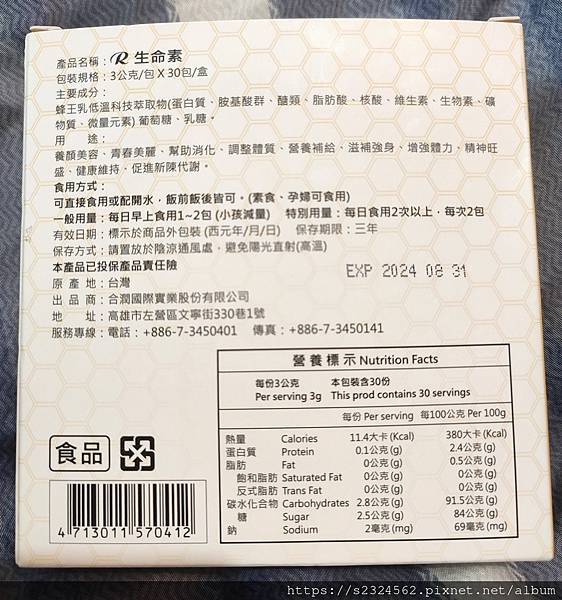 產品名稱：R 生命素
包裝規格：3公克/包 X 30包/盒
主要成分：
蜂王乳低溫科技萃取物(蛋白質、胺基酸群、醣類、脂肪酸、核酸、維生素、生物素、礦
物質、微量元素) 葡萄糖、乳糖。
用　　途：
養顏美容、青春美麗、幫助消化、調整體質、營養補給、滋補強身、增強體力、精神旺
盛、健康維持、促進新陳代謝。
食用方式：
可直接食用或配開水，飯前飯後皆可。(素食、孕婦可食用)
一般用量：每日早上食用1~2包 (小孩減量)　特別用量：每日食用2次以上，每次2包
有效日期：標示於商品外包裝 (西元年/月/日)　保存期限：三年
保存方式：請置放於陰涼通風處，避免陽光直射(高溫)
本產品已投保產品責任險
EXP 2024 08 31
原 產 地：台灣
出 品 商：合潤國際實業股份有限公司
地　　址：高雄市左營區文寧街330巷1號
服務專線：電話：+886-7-3450401　傳真：+886-7-3450141
營 養 標 示 Nutrition Facts
每份3公克　本包裝含30份
Per serving 3g　This prod contains 30 servings
每份 Per serving　每100公克 Per 100g
熱量 Calories 11.4大卡 (Kcal) 380大卡 (Kcal)
蛋白質 Protein 0.1公克 (g) 2.4公克 (g)
脂肪 Fat 0公克 (g) 0.5公克 (g)
飽和脂肪 Saturated Fat 0公克 (g) 0公克 (g)
反式脂肪 Trans Fat 0公克 (g) 0公克 (g)
碳水化合物 Carbohydrates 2.8公克 (g) 91.5公克 (g)
糖 Sugar 2.5公克 (g) 84公克 (g)
鈉 Sodium 2毫克 (mg) 69毫克 (mg)
食品
4 713011 570412
https://s2324562.pixnet.net/album